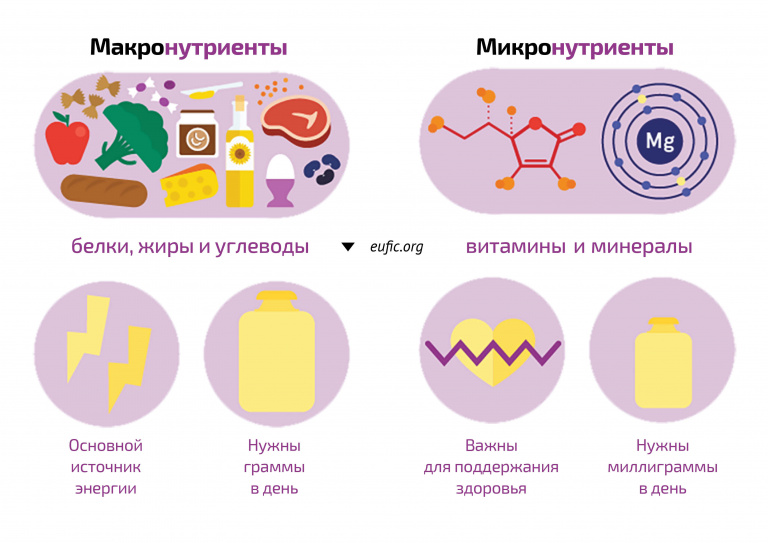 Макронутриенты
Микронутриенты
Mg
белки, жиры и углеводы
eufic.org
витамины и минералы
Основной
источник
энергии
Нужны
граммы
в день
Важны
для поддержания
здоровья
Нужны
миллиграммы
в день